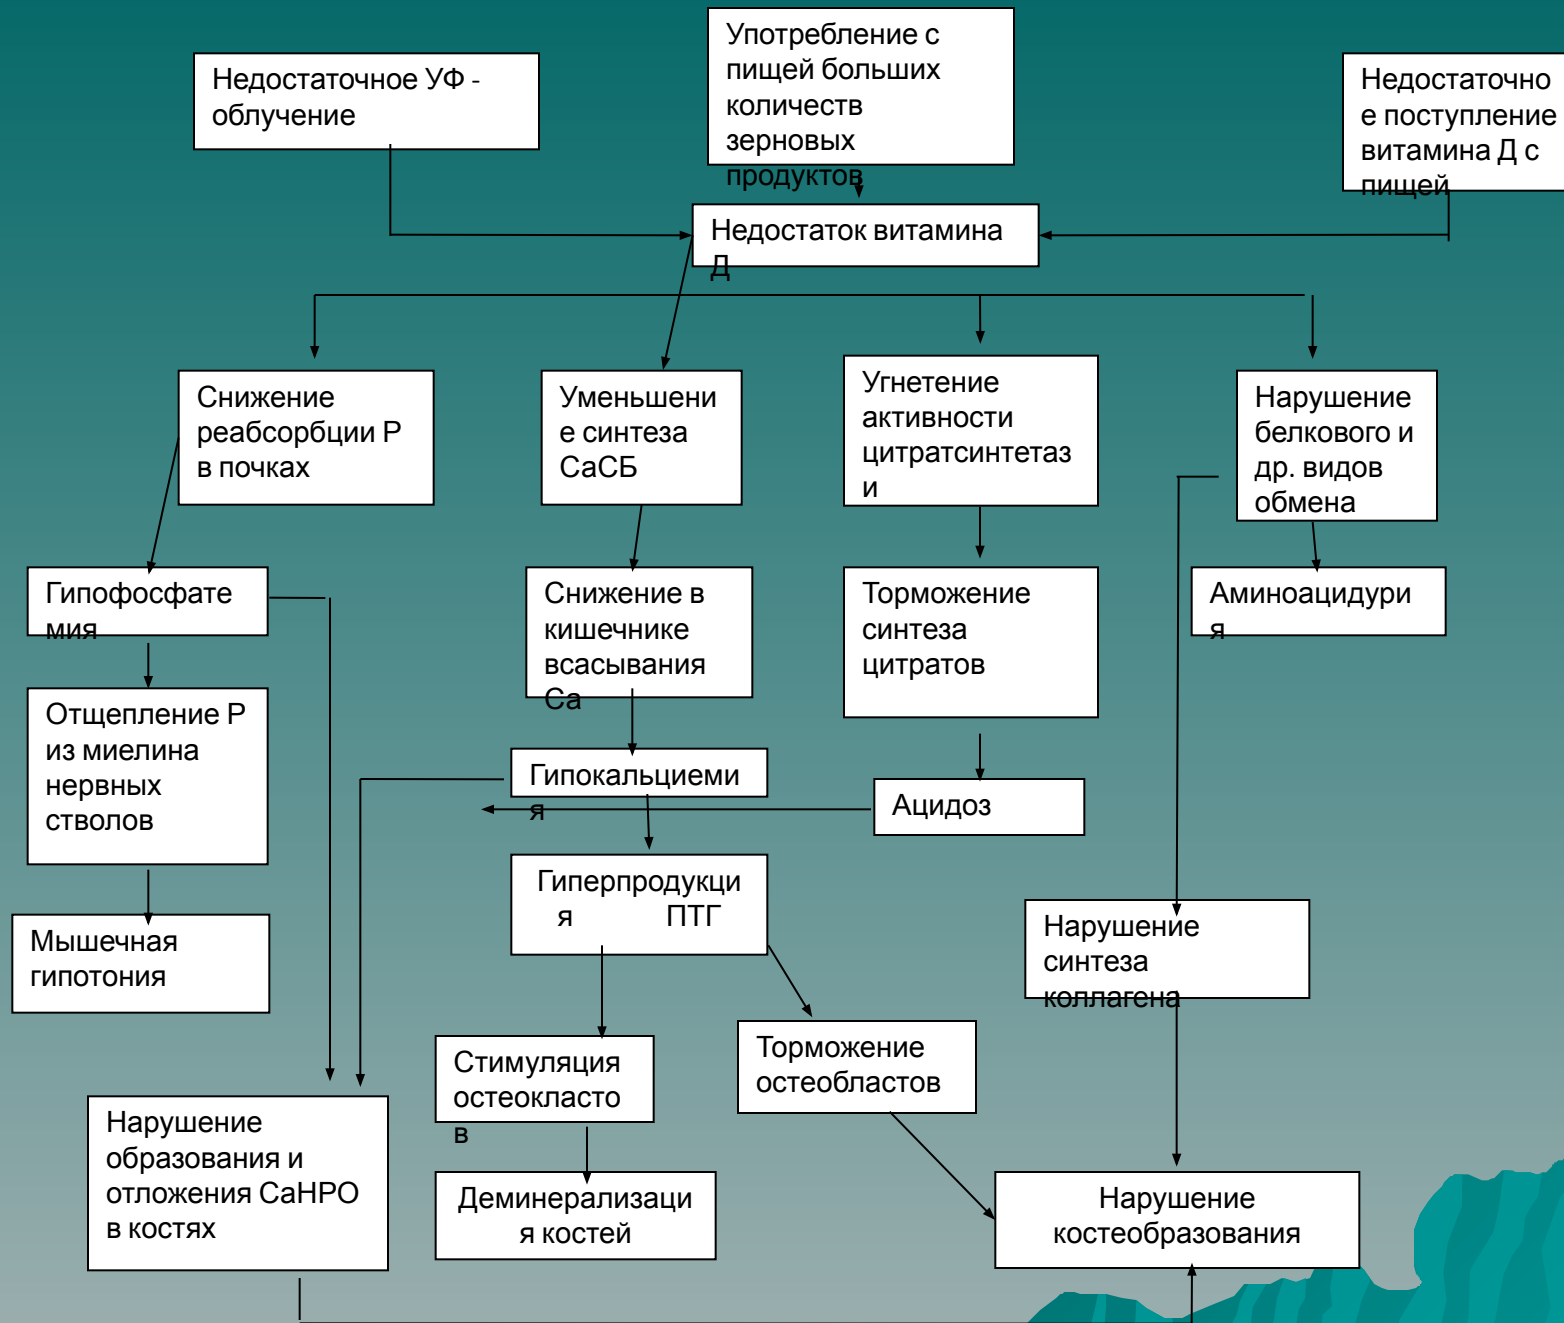 Недостаточное УФ -
облучение
Употребление с
пищей больших
количеств
зерновых
продуктов
Недостаточно
е поступление
витамина Д с
пищей
Недостаток витамина
Д
Снижение
реабсорбции Р
в почках
Уменьшени
е синтеза
СаСБ
Угнетение
активности
цитратсинтетаз
и
Нарушение
белкового и
др. видов
обмена
Гипофосфате
мия
Снижение в
кишечнике
всасывания
Са
Торможение
синтеза
цитратов
Аминоацидури
я
Отщепление Р
из миелина
нервных
стволов
Гипокальциеми
я
Ацидоз
Гиперпродукци
я ПТГ
Мышечная
гипотония
Нарушение
синтеза
коллагена
Стимуляция
остеокласто
в
Торможение
остеобластов
Нарушение
образования и
отложения СаНРО
в костях
Деминерализаци
я костей
Нарушение
костеобразования